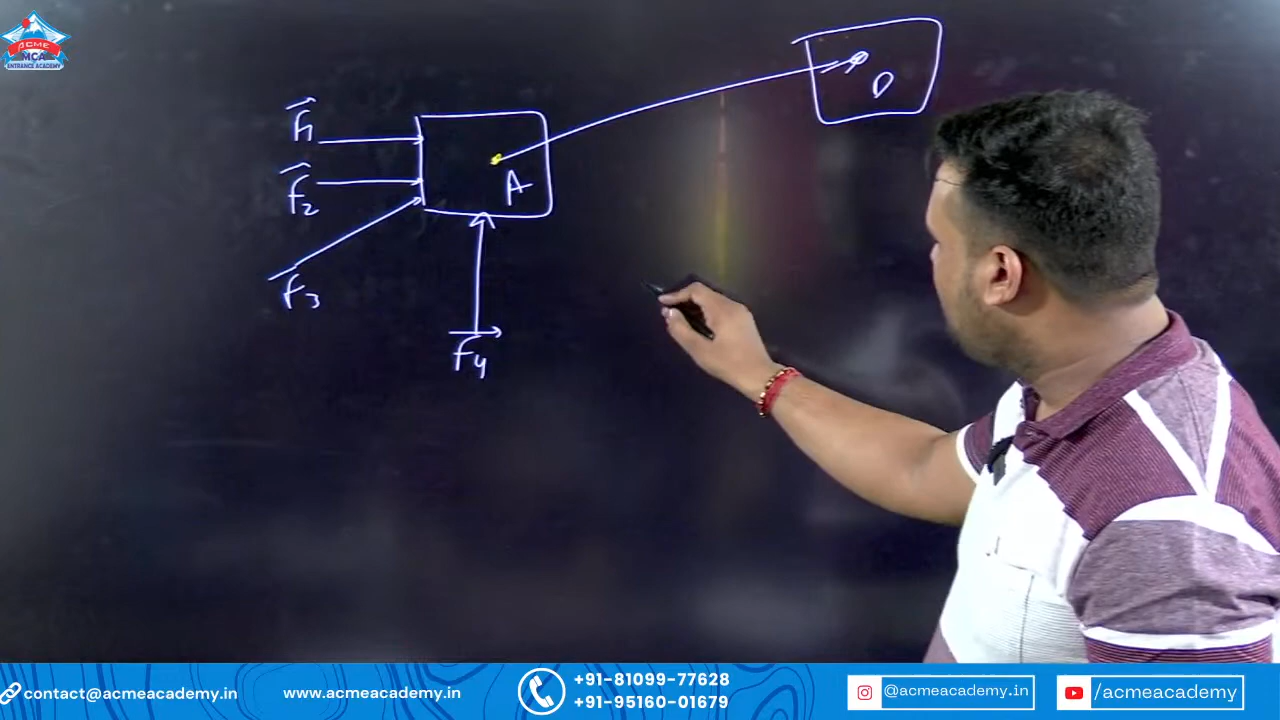 ACME
MCA
ENTRANCE ACADEMY
F1
F2
F3
F4
A
D
contact@acmeacademy.in
www.acmeacademy.in
+91-81099-77628
+91-95160-01679
@acmeacademy.in
/acmeacademy